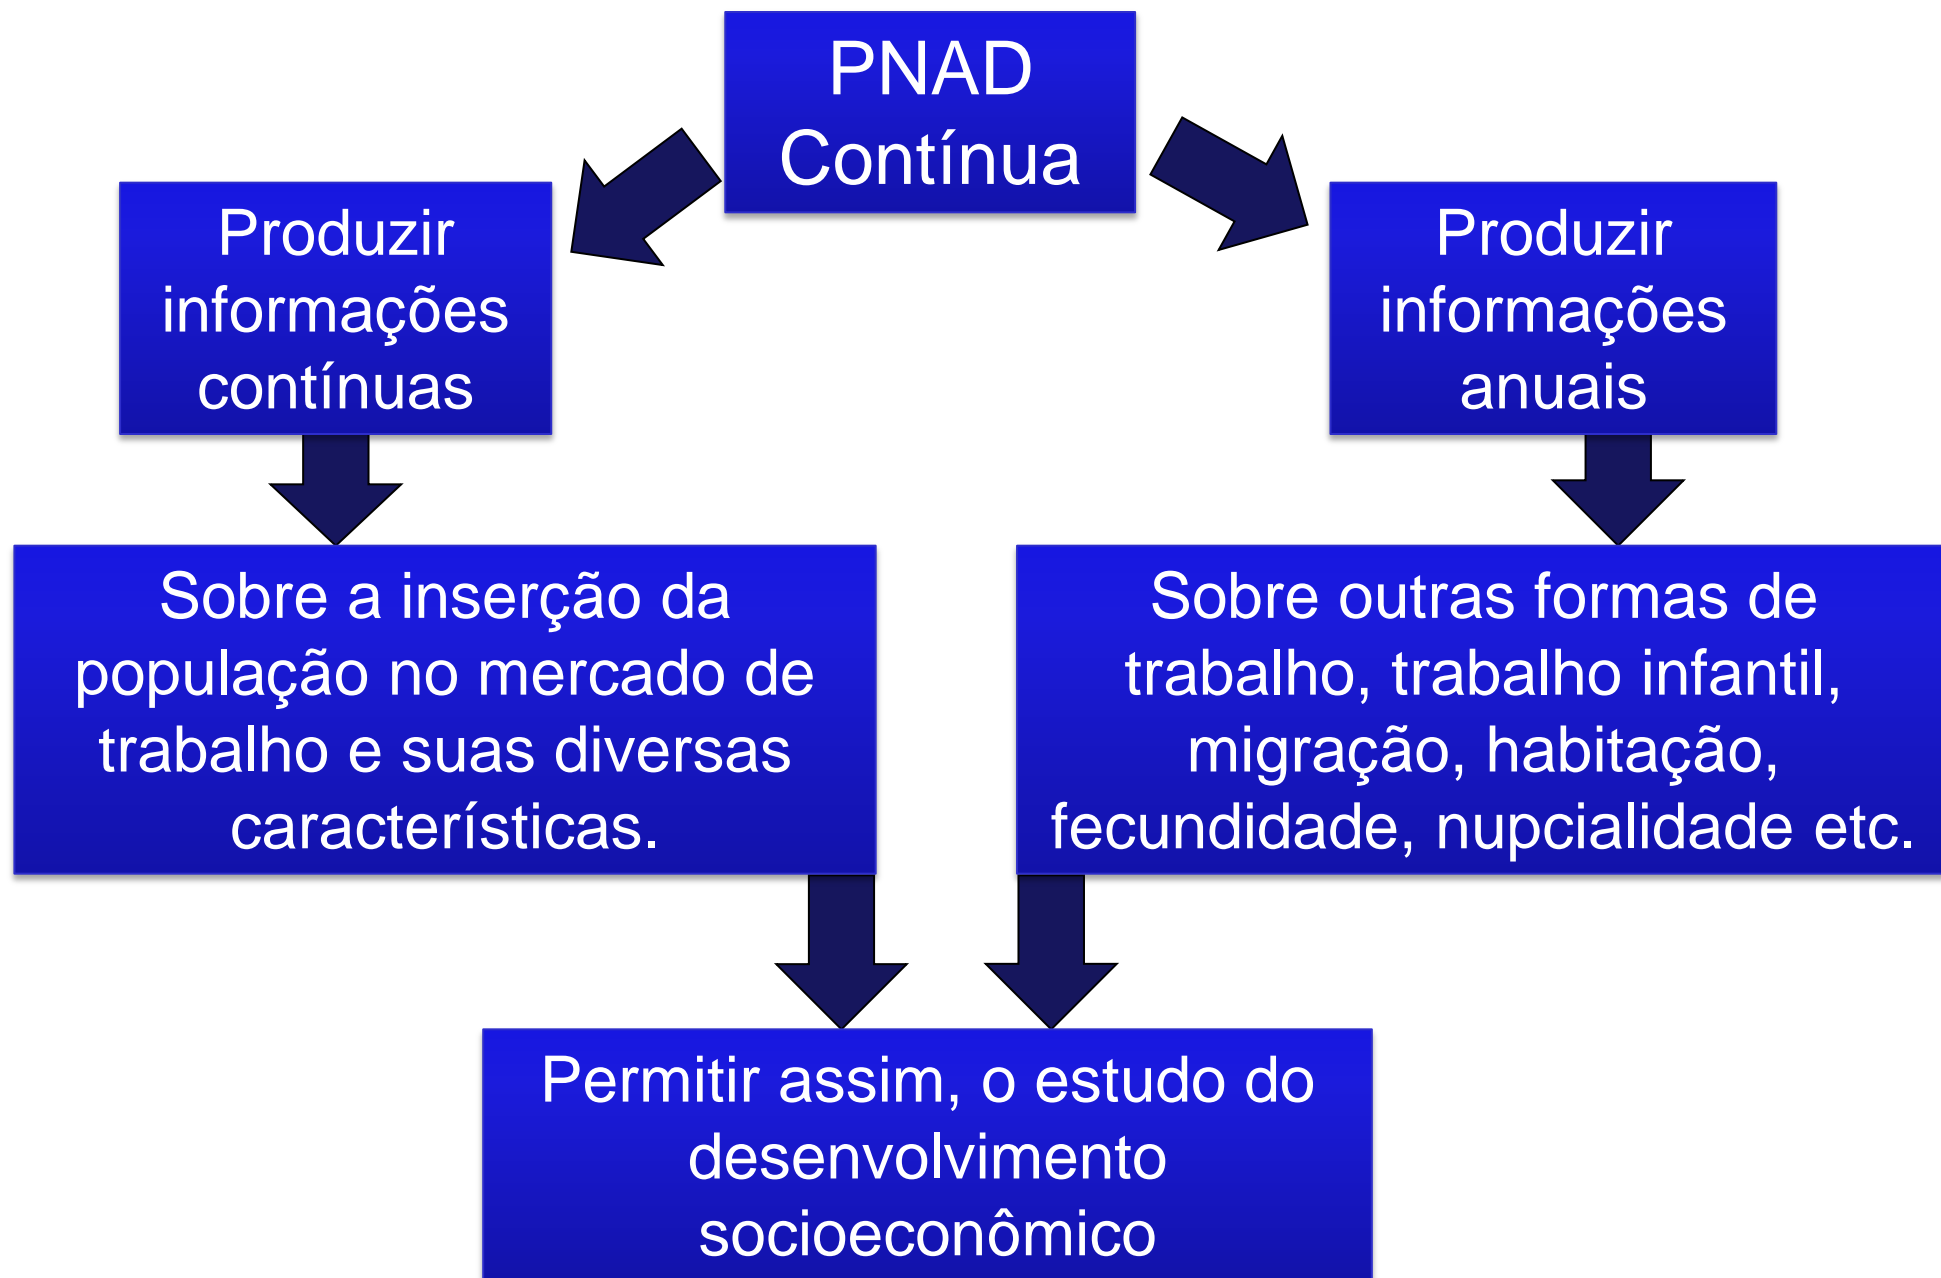 PNAD
Contínua
Produzir
informações
contínuas
Produzir
informações
anuais
Sobre a inserção da
população no mercado de
trabalho e suas diversas
características.
Sobre outras formas de
trabalho, trabalho infantil,
migração, habitação,
fecundidade, nupcialidade etc.
Permitir assim, o estudo do
desenvolvimento
socioeconômico